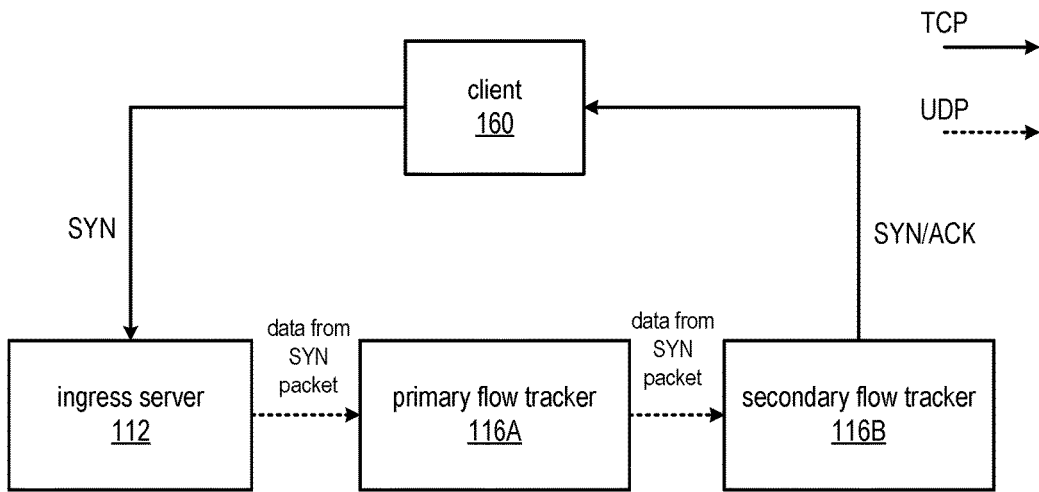 TCP
client
160
UDP
SYN
SYN/ACK
data from
SYN
packet
data from
SYN
packet
ingress server
112
primary flow tracker
116A
secondary flow tracker
116B